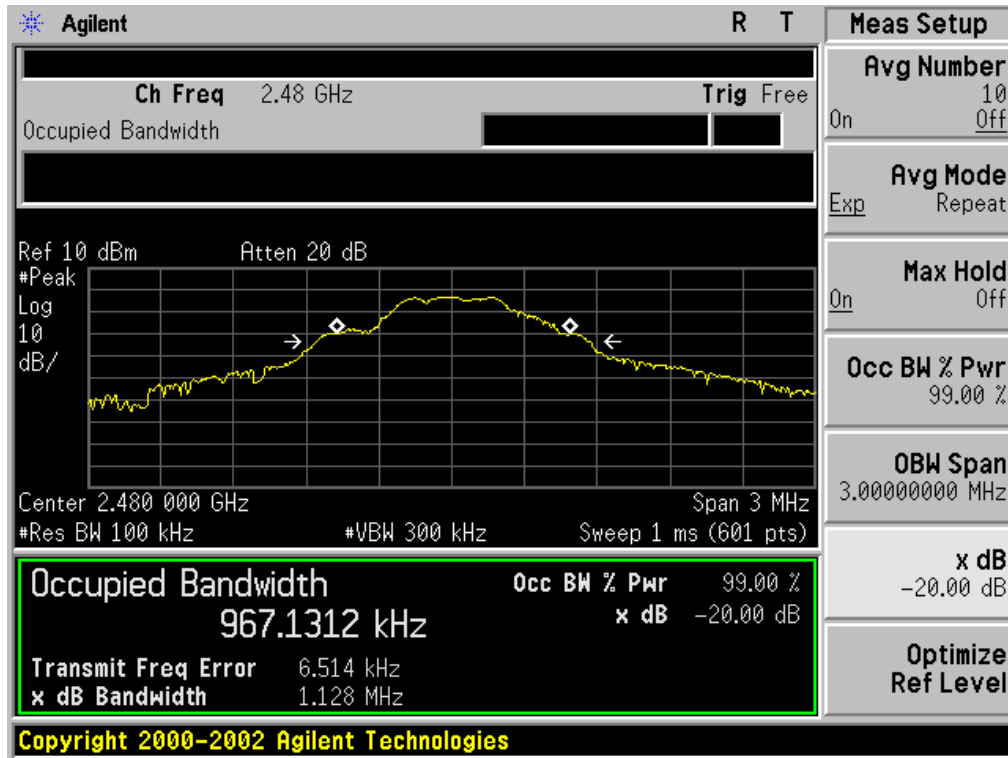 Agilent R T
Ch Freq 2.48 GHz Trig Free
Occupied Bandwidth
Ref 10 dBm Atten 20 dB
#Peak
Log
10
dB/
Center 2.480 000 GHz Span 3 MHz
#Res BW 100 kHz #VBW 300 kHz Sweep 1 ms (601 pts)
Occupied Bandwidth Occ BW % Pwr 99.00 %
967.1312 kHz x dB -20.00 dB
Transmit Freq Error 6.514 kHz
x dB Bandwidth 1.128 MHz
Copyright 2000-2002 Agilent Technologies
Meas Setup
Avg Number
10
On Off
Avg Mode
Exp Repeat
Max Hold
On Off
Occ BW % Pwr
99.00 %
OBW Span
3.00000000 MHz
x dB
-20.00 dB
Optimize
Ref Level